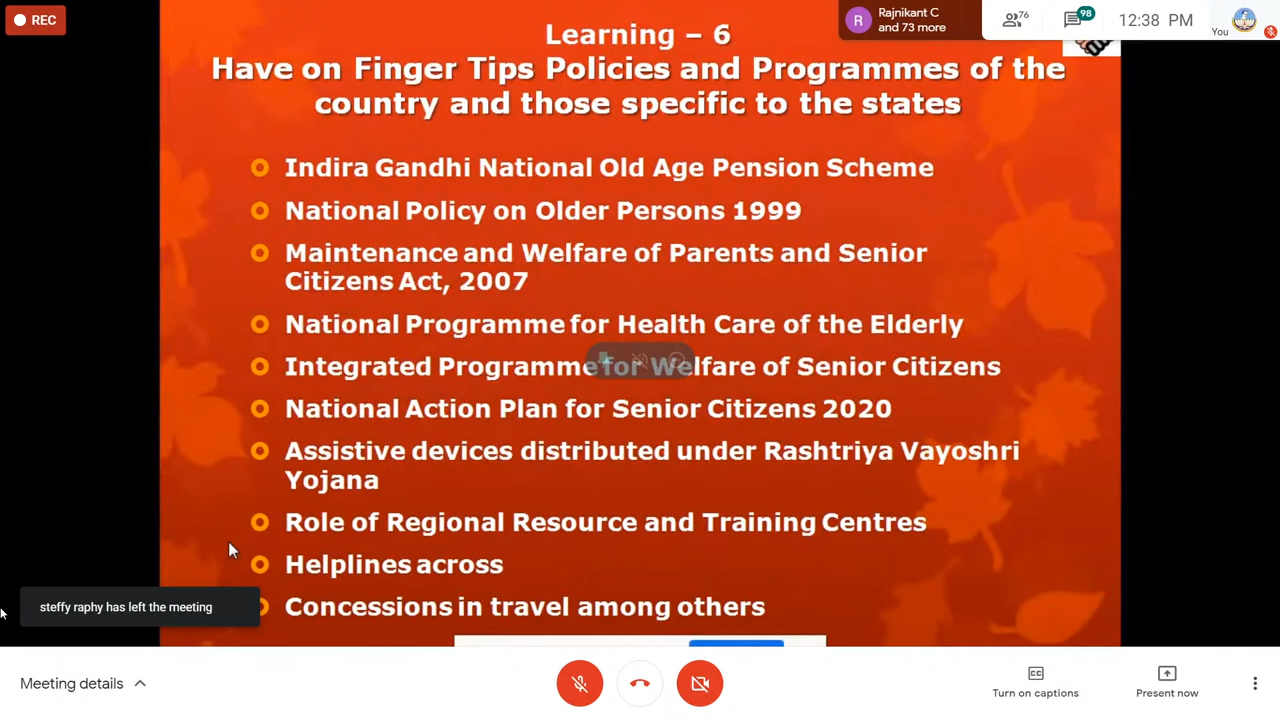 REC
Rajnikant C
and 73 more
76
98
12:38 PM
You
R
Learning – 6
Have on Finger Tips Policies and Programmes of the
country and those specific to the states
Indira Gandhi National Old Age Pension Scheme
National Policy on Older Persons 1999
Maintenance and Welfare of Parents and Senior
Citizens Act, 2007
National Programme for Health Care of the Elderly
Integrated Programme for Welfare of Senior Citizens
National Action Plan for Senior Citizens 2020
Assistive devices distributed under Rashtriya Vayoshri
Yojana
Role of Regional Resource and Training Centres
Helplines across
Concessions in travel among others
steffy raphy has left the meeting
Meeting details
CC
Turn on captions
Present now